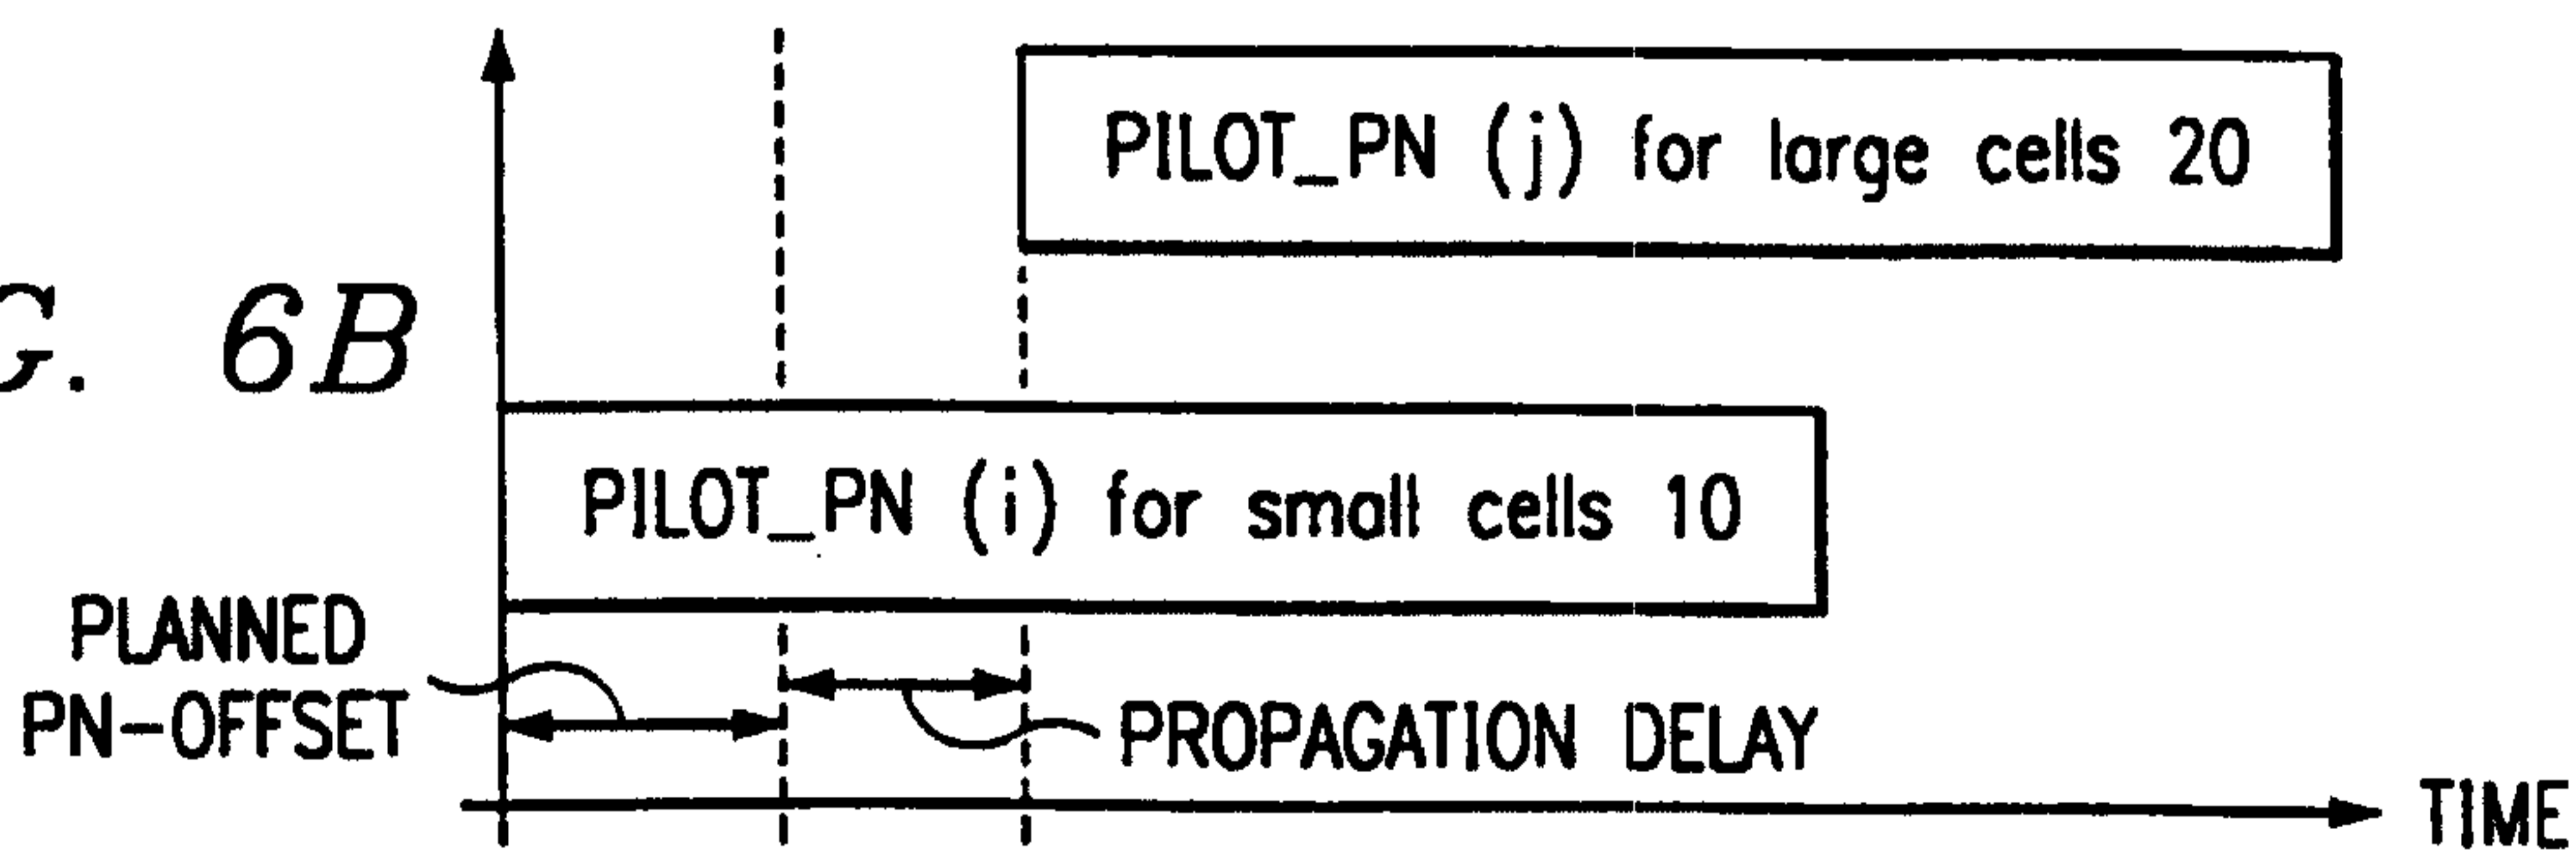 PILOT_PN (j) for large cells 20
G. 6B
PILOT_PN (i) for small cells 10
PLANNED
PN-OFFSET
PROPAGATION DELAY
TIME